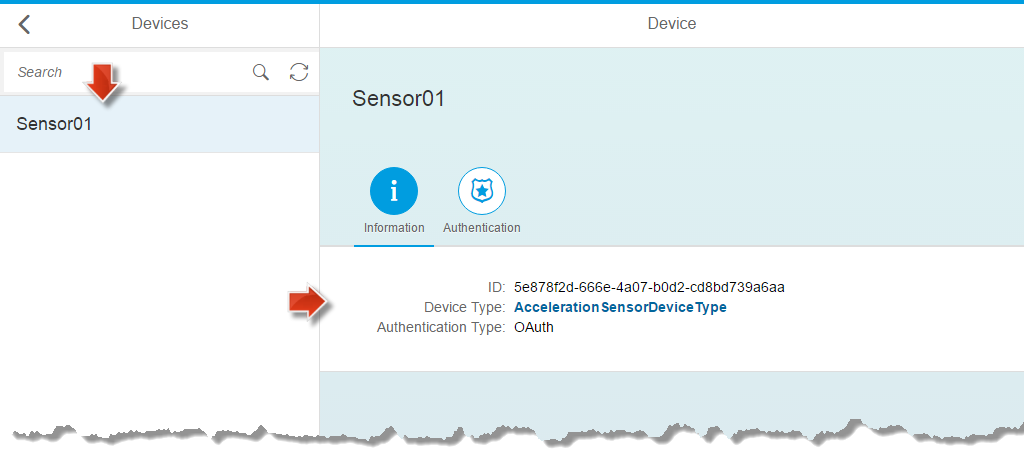 Devices
Device
Search
Sensor01
Sensor01
Information
Authentication
ID: 5e878f2d-666e-4a07-b0d2-cd8bd739a6aa
Device Type: AccelerationSensorDeviceType
Authentication Type: OAuth